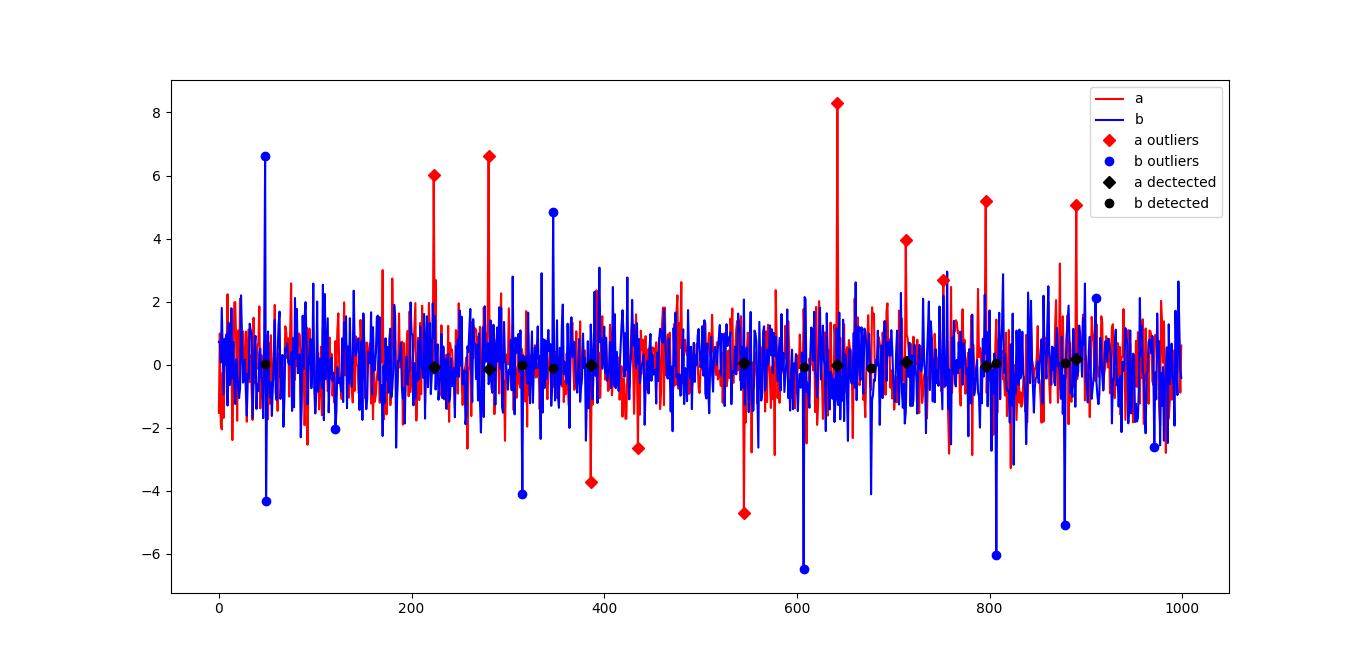 8
6
4
2
0
−2
−4
−6
0 200 400 600 800 1000
a
b
a outliers
b outliers
a dectected
b detected